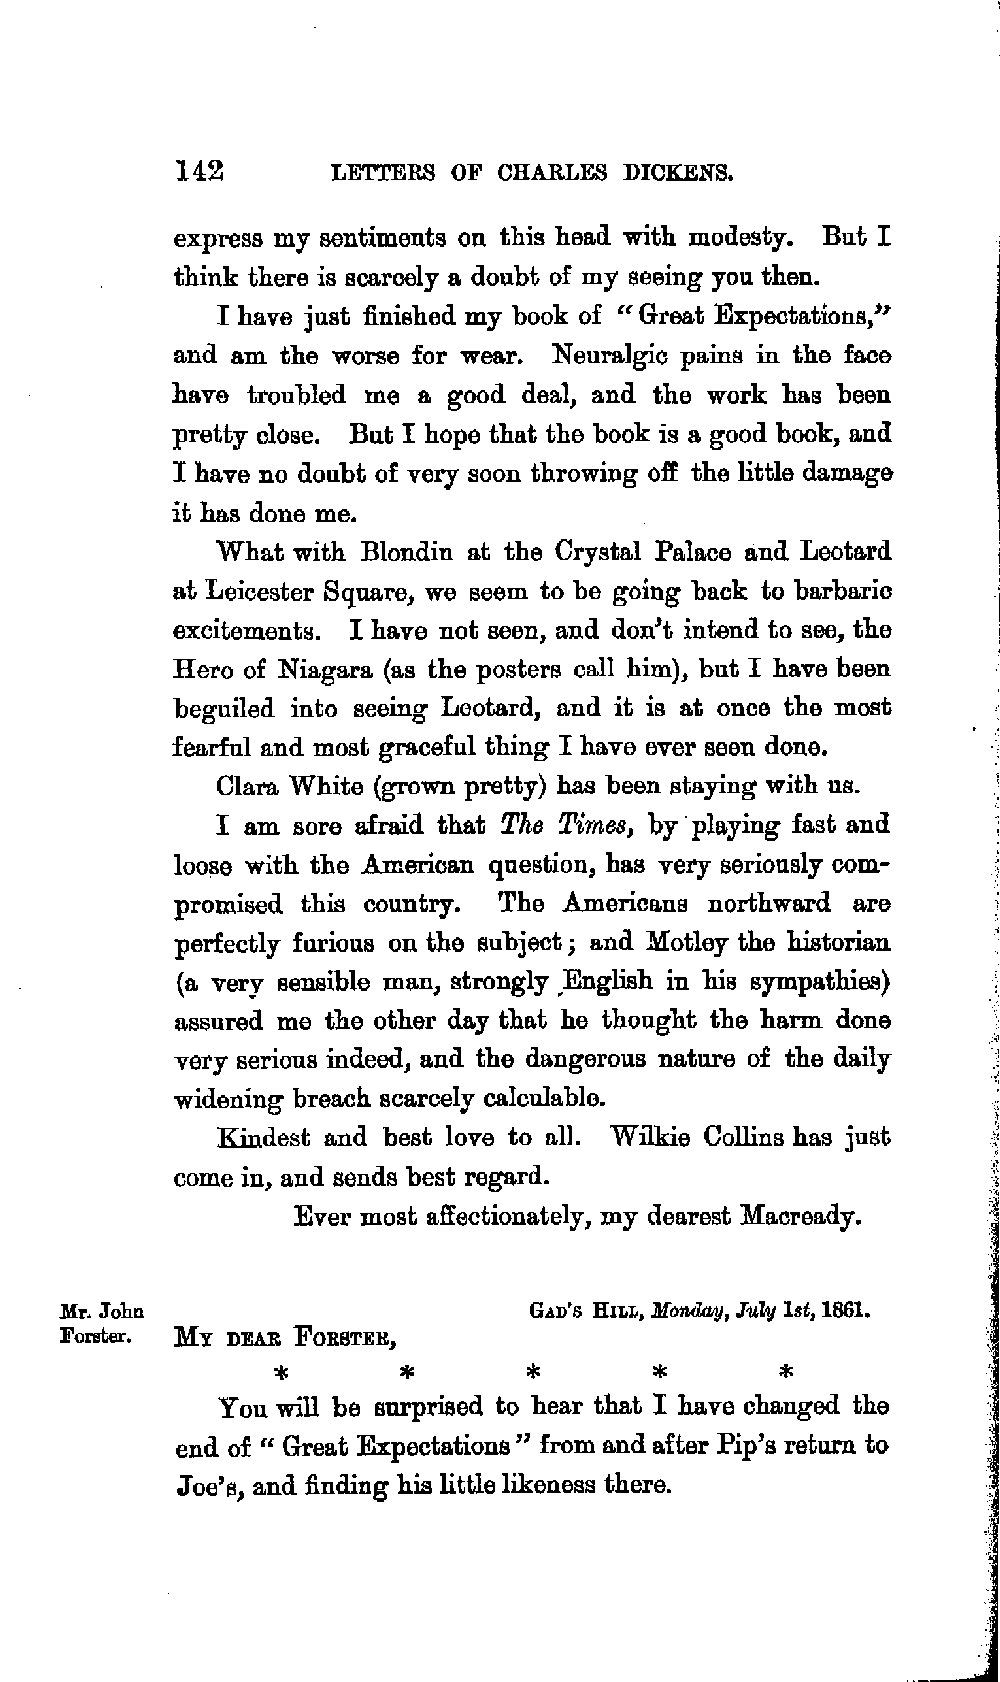 142 LETTERS OF CHARLES DICKENS.
express my sentiments on this head with modesty. But I
think there is scarcely a doubt of my seeing you then.
I have just finished my book of “Great Expectations,”
and am the worse for wear. Neuralgic pains in the face
have troubled me a good deal, and the work has been
pretty close. But I hope that the book is a good book, and
I have no doubt of very soon throwing off the little damage
it has done me.
What with Blondin at the Crystal Palace and Leotard
at Leicester Square, we seem to be going back to barbaric
excitements. I have not seen, and don’t intend to see, the
Hero of Niagara (as the posters call him), but I have been
beguiled into seeing Leotard, and it is at once the most
fearful and most graceful thing I have ever seen done.
Clara White (grown pretty) has been staying with us.
I am sore afraid that The Times, by playing fast and
loose with the American question, has very seriously com-
promised this country. The Americans northward are
perfectly furious on the subject; and Motley the historian
(a very sensible man, strongly English in his sympathies)
assured me the other day that he thought the harm done
very serious indeed, and the dangerous nature of the daily
widening breach scarcely calculable.
Kindest and best love to all. Wilkie Collins has just
come in, and sends best regard.
Ever most affectionately, my dearest Macready.
Mr. John
Forster.
GAD’S HILL, Monday, July 1st, 1861.
MY DEAR FORSTER,
* * * * *
You will be surprised to hear that I have changed the
end of “Great Expectations” from and after Pip’s return to
Joe’s, and finding his little likeness there.